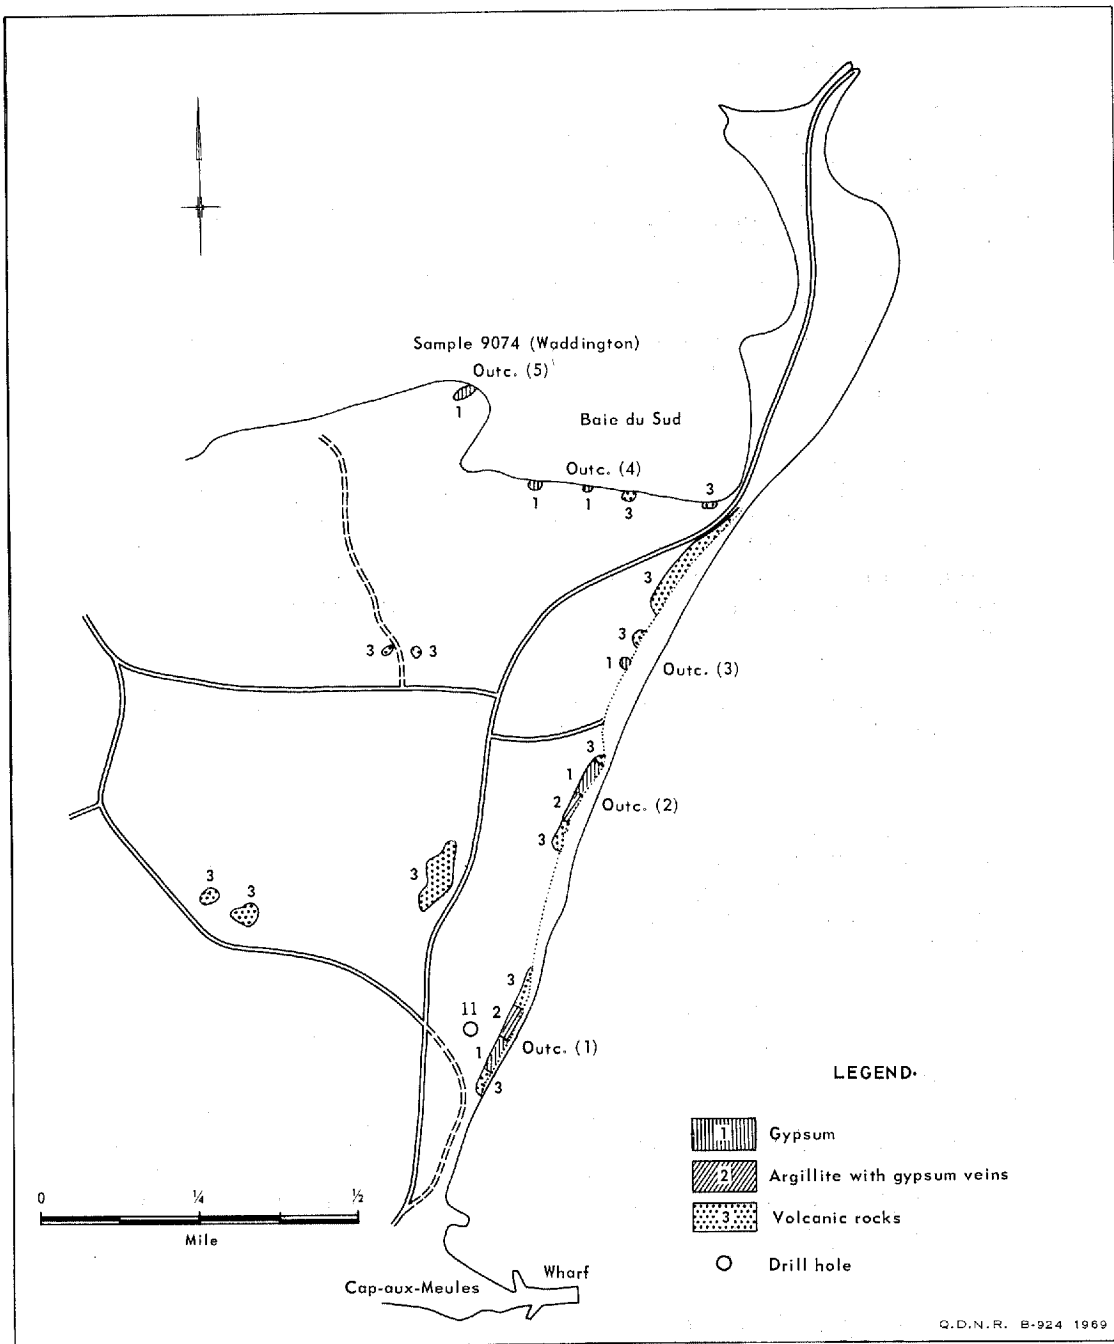 Sample 9074 (Waddington)
Outc. (5)
1
Baie du Sud
Outc. (4)
1
1
3
3
3
3
1
Outc. (3)
3
3
3
1
2
Outc. (2)
3
3
3
3
3
11
2
1
Outc. (1)
3
LEGEND.
1 Gypsum
2 Argillite with gypsum veins
3 Volcanic rocks
Drill hole
0 ¼ ½
Mile
Wharf
Cap-aux-Meules
Q.D.N.R. B-924 1969